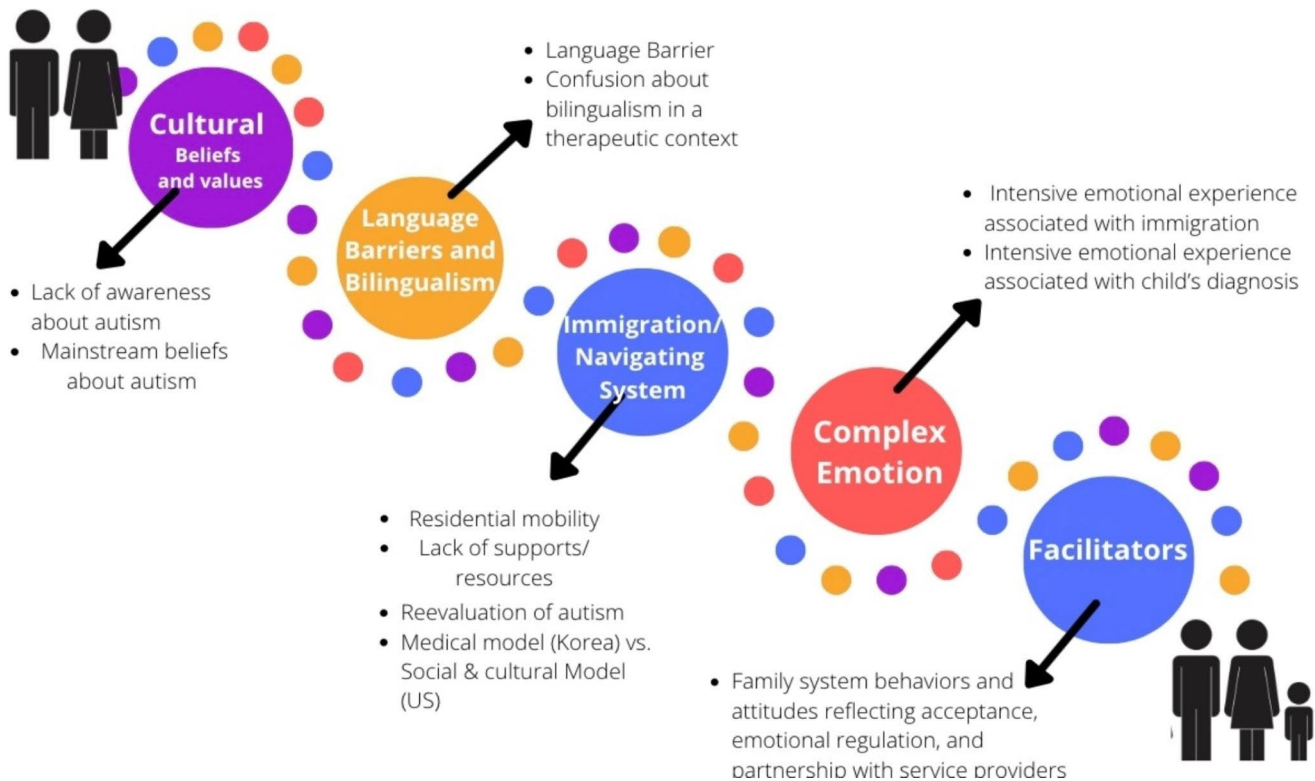 Cultural
Beliefs
and values
• Lack of awareness
about autism
• Mainstream beliefs
about autism
Language
Barriers and
Bilingualism
• Language Barrier
• Confusion about
bilingualism in a
therapeutic context
Immigration/
Navigating
System
• Residential mobility
• Lack of supports/
resources
• Reevaluation of autism
• Medical model (Korea) vs.
Social & cultural Model
(US)
Complex
Emotion
• Intensive emotional experience
associated with immigration
• Intensive emotional experience
associated with child’s diagnosis
Facilitators
• Family system behaviors and
attitudes reflecting acceptance,
emotional regulation, and
partnership with service providers